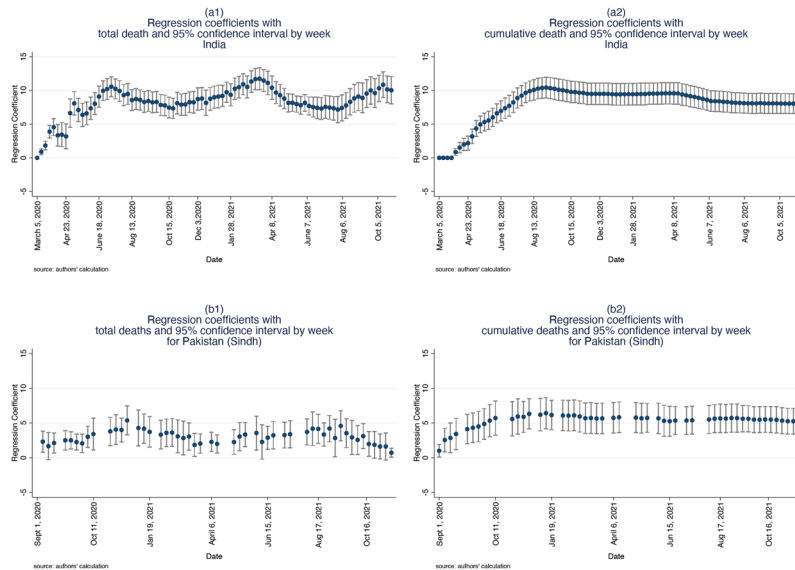 (a1)
Regression coefficients with
total death and 95% confidence interval by week
India
Regression Coefficient
15
10
5
0
-5
March 5, 2020
Apr 23, 2020
June 18, 2020
Aug 13, 2020
Oct 15, 2020
Dec 3,2020
Jan 28, 2021
Apr 8, 2021
June 7, 2021
Aug 6, 2021
Oct 5, 2021
Date
source: authors' calculation
(a2)
Regression coefficients with
cumulative death and 95% confidence interval by week
India
Regression Coefficient
15
10
5
0
-5
March 5, 2020
Apr 23, 2020
June 18, 2020
Aug 13, 2020
Oct 15, 2020
Dec 3,2020
Jan 28, 2021
Apr 8, 2021
June 7, 2021
Aug 6, 2021
Oct 5, 2021
Date
source: authors' calculation
(b1)
Regression coefficients with
total deaths and 95% confidence interval by week
for Pakistan (Sindh)
Regression Coefficient
15
10
5
0
-5
Sept 1, 2020
Oct 11, 2020
Jan 19, 2021
April 6, 2021
June 15, 2021
Aug 17, 2021
Oct 16, 2021
Date
source: authors' calculation
(b2)
Regression coefficients with
cumulative deaths and 95% confidence interval by week
for Pakistan (Sindh)
Regression Coefficient
15
10
5
0
-5
Sept 1, 2020
Oct 11, 2020
Jan 19, 2021
April 6, 2021
June 15, 2021
Aug 17, 2021
Oct 16, 2021
Date
source: authors' calculation